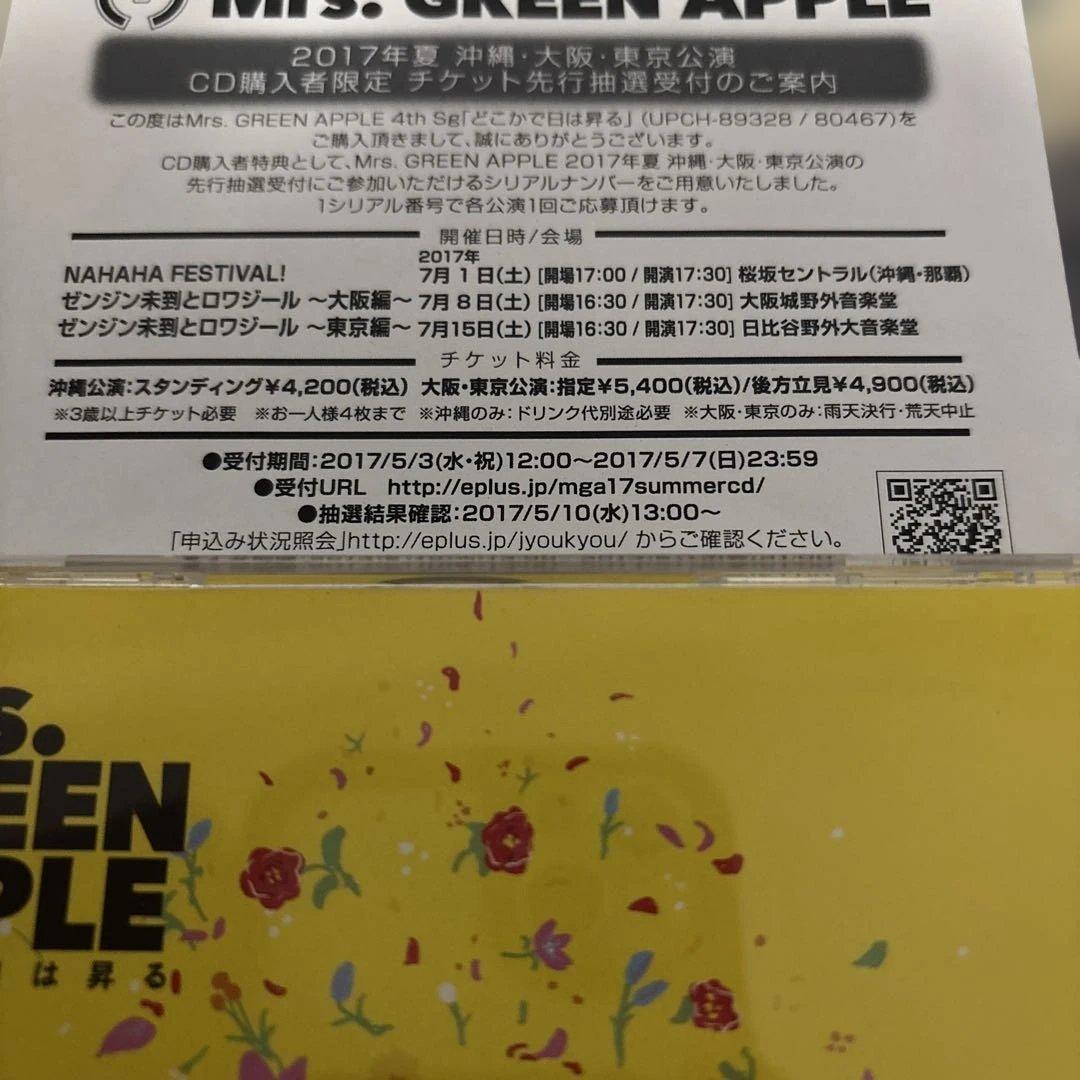 Mrs. GREEN APPLE
2017年夏 沖縄・大阪・東京公演
CD購入者限定 チケット先行抽選受付のご案内
この度はMrs. GREEN APPLE 4th Sg「どこかで日は昇る」(UPCH-89328 / 80467)を
ご購入頂きまして、誠にありがとうございます。
CD購入者特典として、Mrs. GREEN APPLE 2017年夏 沖縄・大阪・東京公演の
先行抽選受付にご参加いただけるシリアルナンバーをご用意いたしました。
1シリアル番号で各公演1回ご応募頂けます。
開催日時/会場
2017年
NAHAHA FESTIVAL! 7月1日(土) [開場17:00 / 開演17:30] 桜坂セントラル(沖縄・那覇)
ゼンジン未到とロワジール 〜大阪編〜 7月8日(土) [開場16:30 / 開演17:30] 大阪城野外音楽堂
ゼンジン未到とロワジール 〜東京編〜 7月15日(土) [開場16:30 / 開演17:30] 日比谷野外大音楽堂
チケット料金
沖縄公演:スタンディング¥4,200(税込) 大阪・東京公演:指定¥5,400(税込)/後方立見¥4,900(税込)
※3歳以上チケット必要 ※お一人様4枚まで ※沖縄のみ:ドリンク代別途必要 ※大阪・東京のみ:雨天決行・荒天中止
●受付期間:2017/5/3(水・祝)12:00〜2017/5/7(日)23:59
●受付URL http://eplus.jp/mga17summercd/
●抽選結果確認:2017/5/10(水)13:00〜
「申込み状況照会」http://eplus.jp/jyoukyou/ からご確認ください。
s.
EEN
PLE
は昇る